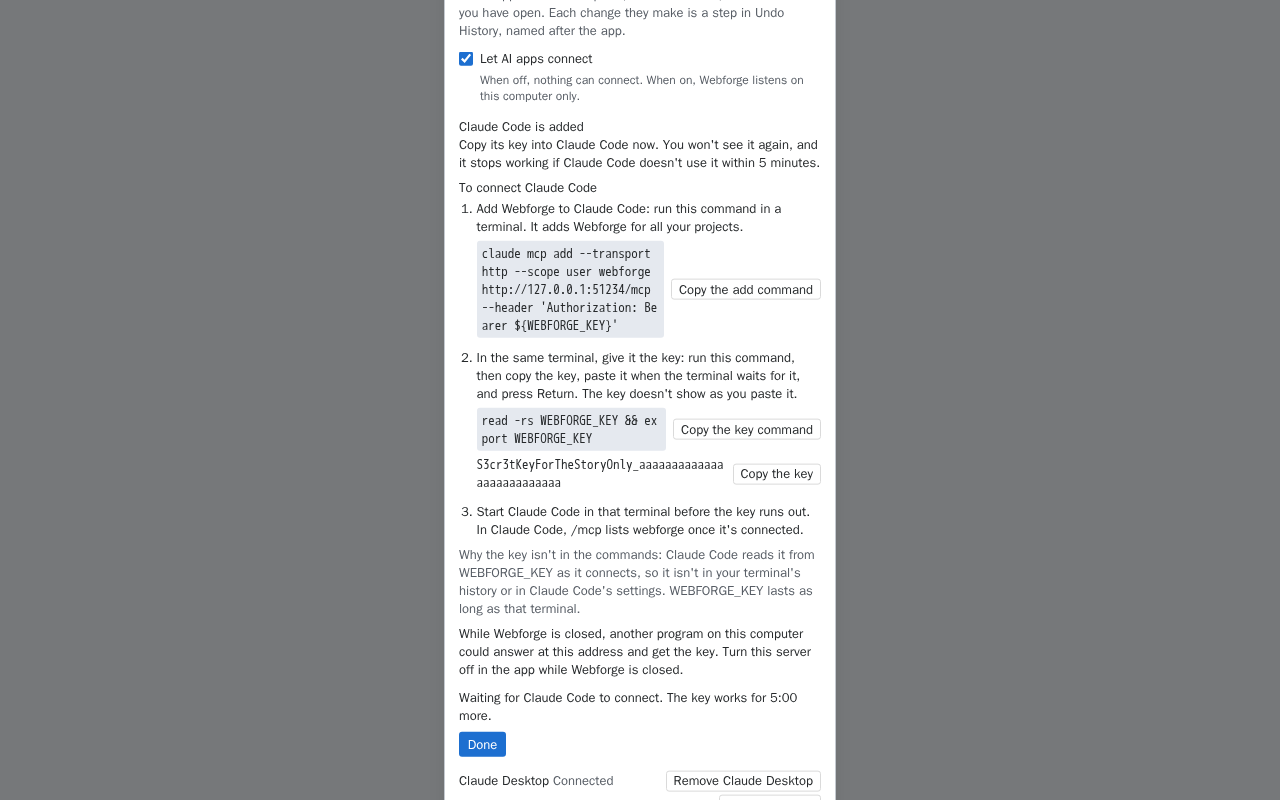 you have open. Each change they make is a step in Undo
History, named after the app.
Let AI apps connect
When off, nothing can connect. When on, Webforge listens on
this computer only.
Claude Code is added
Copy its key into Claude Code now. You won't see it again, and
it stops working if Claude Code doesn't use it within 5 minutes.
To connect Claude Code
1. Add Webforge to Claude Code: run this command in a
terminal. It adds Webforge for all your projects.
claude mcp add --transport
http --scope user webforge
http://127.0.0.1:51234/mcp
--header 'Authorization: Be
arer ${WEBFORGE_KEY}'
Copy the add command
2. In the same terminal, give it the key: run this command,
then copy the key, paste it when the terminal waits for it,
and press Return. The key doesn't show as you paste it.
read -rs WEBFORGE_KEY && ex
port WEBFORGE_KEY
Copy the key command
S3cr3tKeyForTheStoryOnly_aaaaaaaaaaaaa
aaaaaaaaaaaaa
Copy the key
3. Start Claude Code in that terminal before the key runs out.
In Claude Code, /mcp lists webforge once it's connected.
Why the key isn't in the commands: Claude Code reads it from
WEBFORGE_KEY as it connects, so it isn't in your terminal's
history or in Claude Code's settings. WEBFORGE_KEY lasts as
long as that terminal.
While Webforge is closed, another program on this computer
could answer at this address and get the key. Turn this server
off in the app while Webforge is closed.
Waiting for Claude Code to connect. The key works for 5:00
more.
Done
Claude Desktop Connected
Remove Claude Desktop